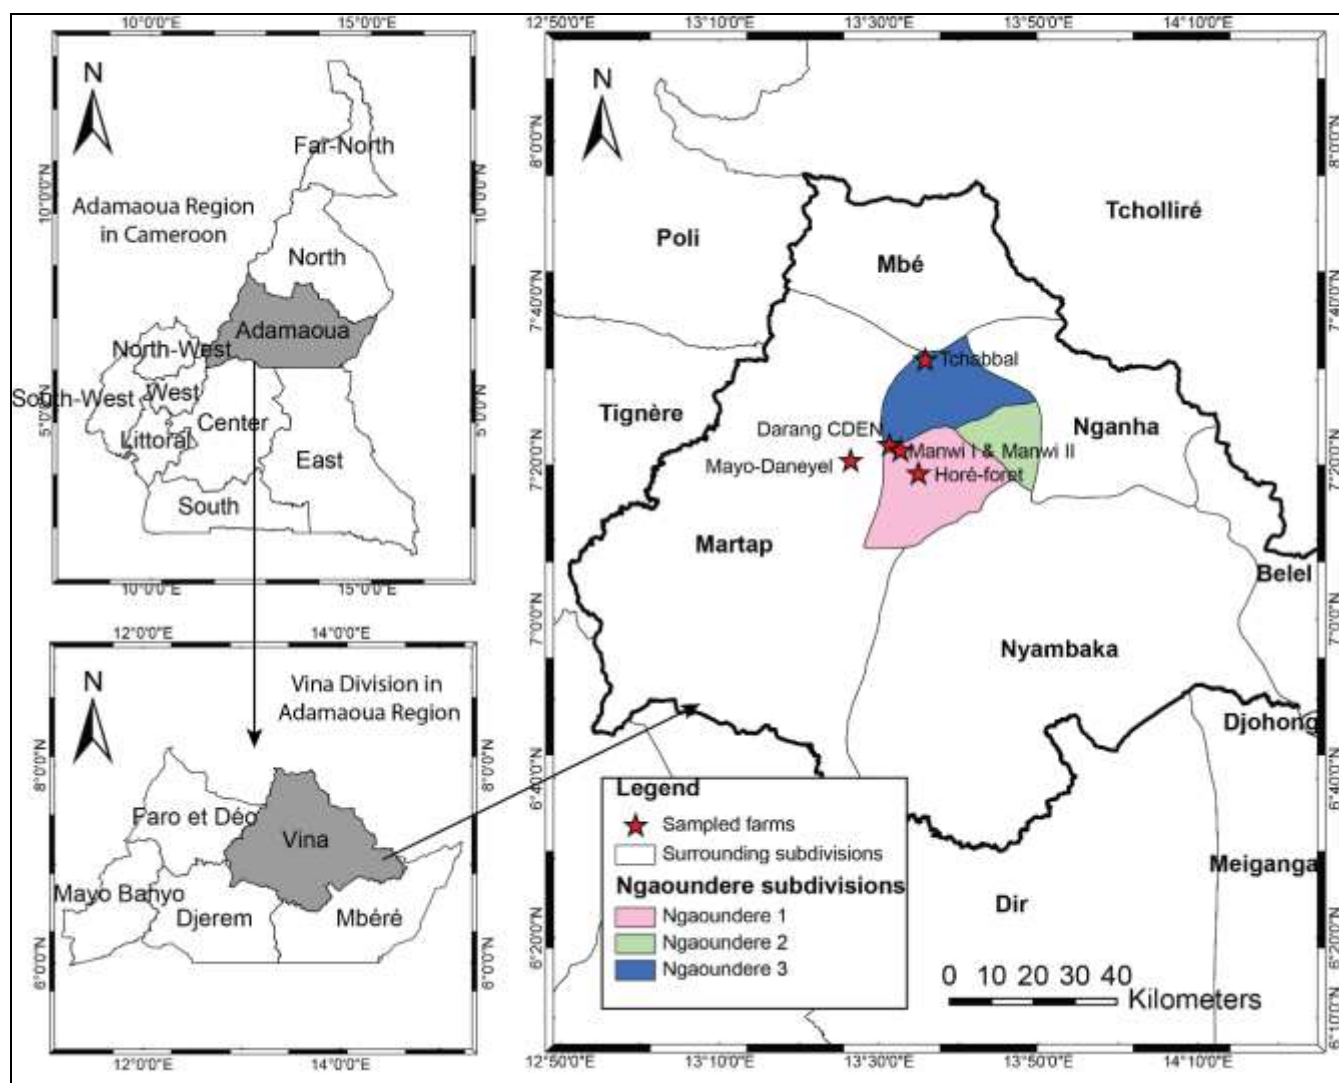 10°0'0"E 15°0'0"E
N
Far-North
Adamaoua Region
in Cameroon
North
Adamaoua
North-West
South-West
West
Center
Littoral
East
South
10°0'0"N
5°0'0"N
10°0'0"N
5°0'0"N
10°0'0"E 15°0'0"E
12°0'0"E 14°0'0"E
N
Vina Division in
Adamaoua Region
8°0'0"N
6°0'0"N
8°0'0"N
6°0'0"N
Faro et Déo
Vina
Mayo Banyo
Djerem
Mbéré
12°0'0"E 14°0'0"E
12°50'0"E 13°10'0"E 13°30'0"E 13°50'0"E 14°10'0"E
N
Poli
Tcholliré
Mbé
Tchabbal
Tignère
Darang CDEN
Nganha
Manwi I & Manwi II
Mayo-Daneyel
Horé-foret
Martap
Belel
Nyambaka
Djohong
Meiganga
Dir
8°0'0"N
7°40'0"N
7°20'0"N
7°0'0"N
6°40'0"N
6°20'0"N
6°10'0"N
8°0'0"N
7°40'0"N
7°20'0"N
7°0'0"N
6°40'0"N
6°20'0"N
6°10'0"N
Legend
Sampled farms
Surrounding subdivisions
Ngaoundere subdivisions
Ngaoundere 1
Ngaoundere 2
Ngaoundere 3
0 10 20 30 40
Kilometers
12°50'0"E 13°10'0"E 13°30'0"E 13°50'0"E 14°10'0"E